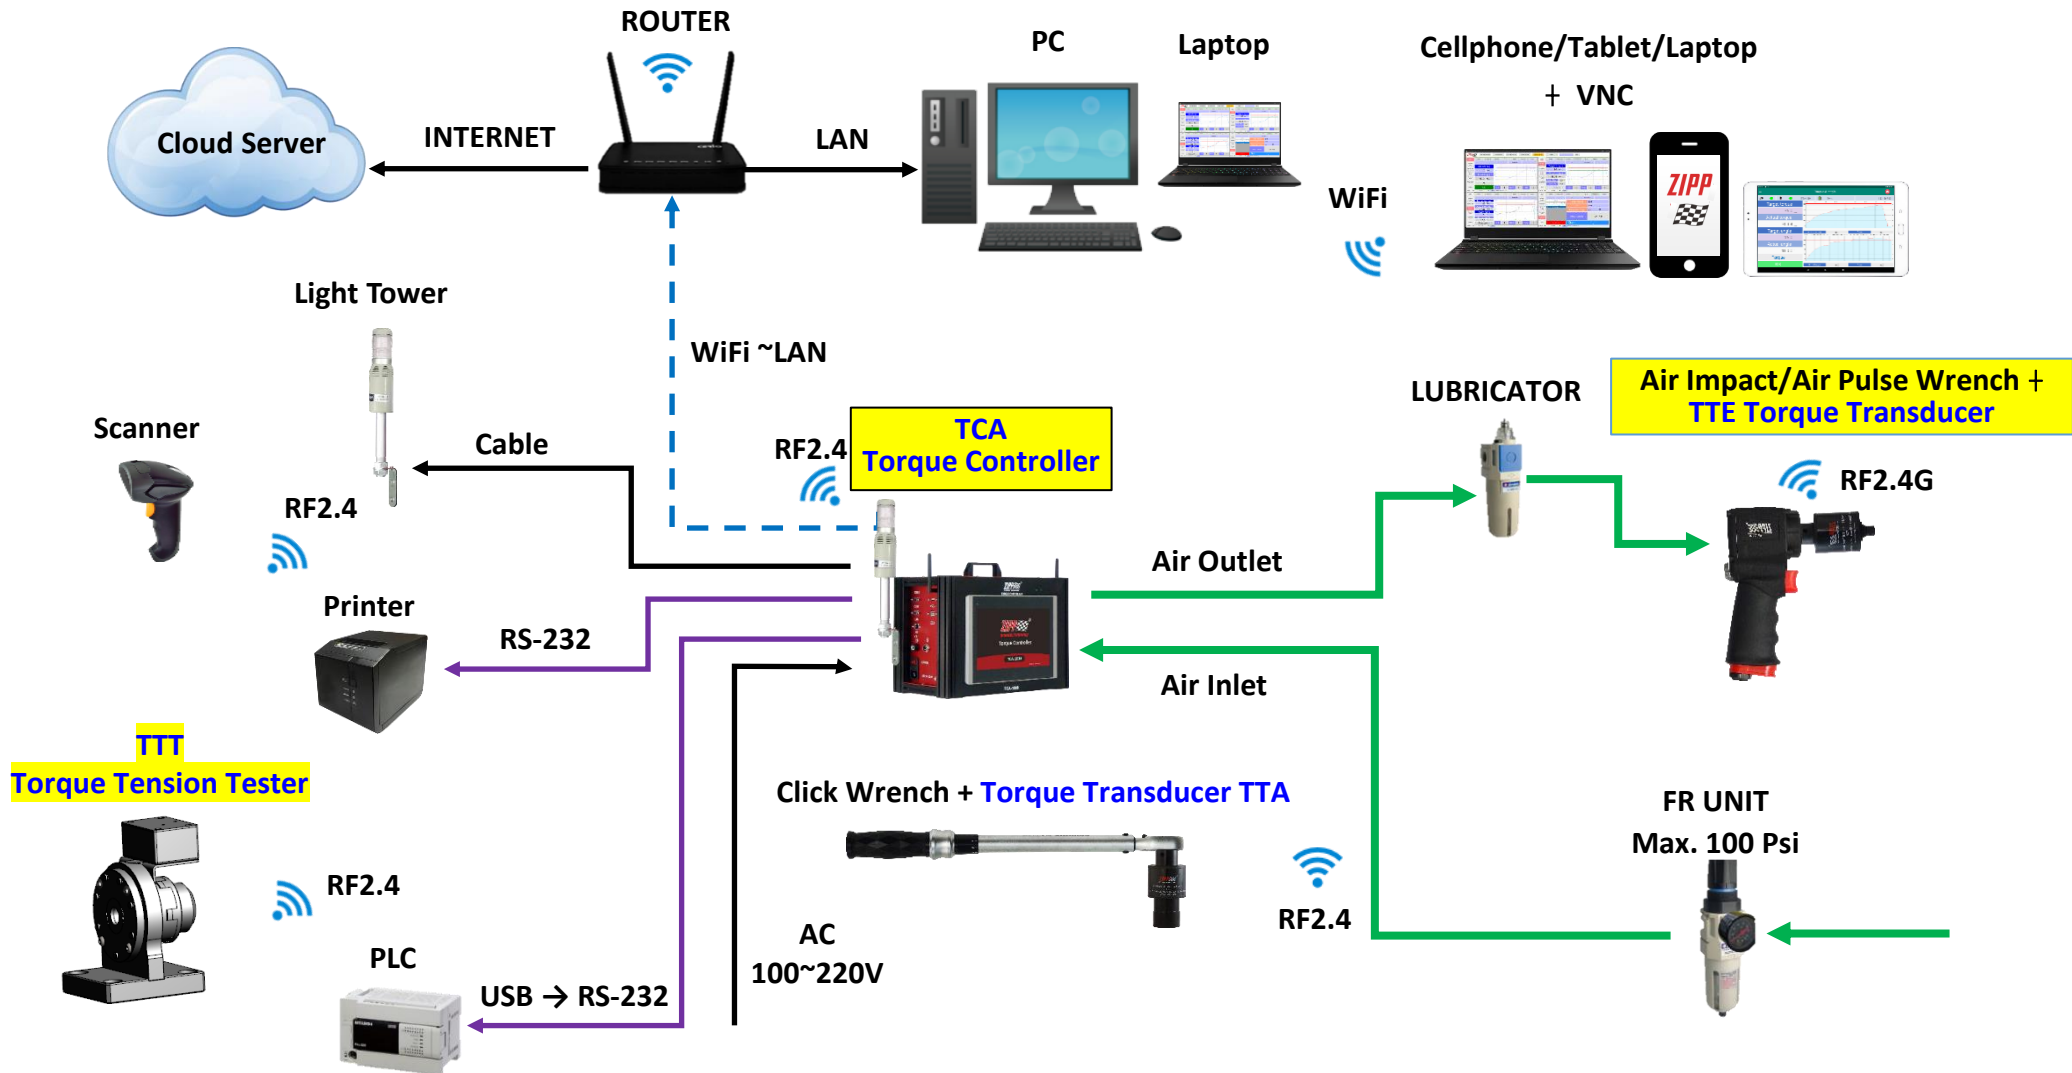 ROUTER
PC
Laptop
Cellphone/Tablet/Laptop
+ VNC
Cloud Server
INTERNET
LAN
WiFi
ZIPP
Light Tower
WiFi ~LAN
LUBRICATOR
Air Impact/Air Pulse Wrench +
TTE Torque Transducer
Scanner
Cable
RF2.4
TCA
Torque Controller
RF2.4G
RF2.4
Air Outlet
Printer
RS-232
ZIPP
Torque Controller
Air Inlet
TTT
Torque Tension Tester
Click Wrench + Torque Transducer TTA
FR UNIT
Max. 100 Psi
RF2.4
RF2.4
AC
100~220V
PLC
USB → RS-232